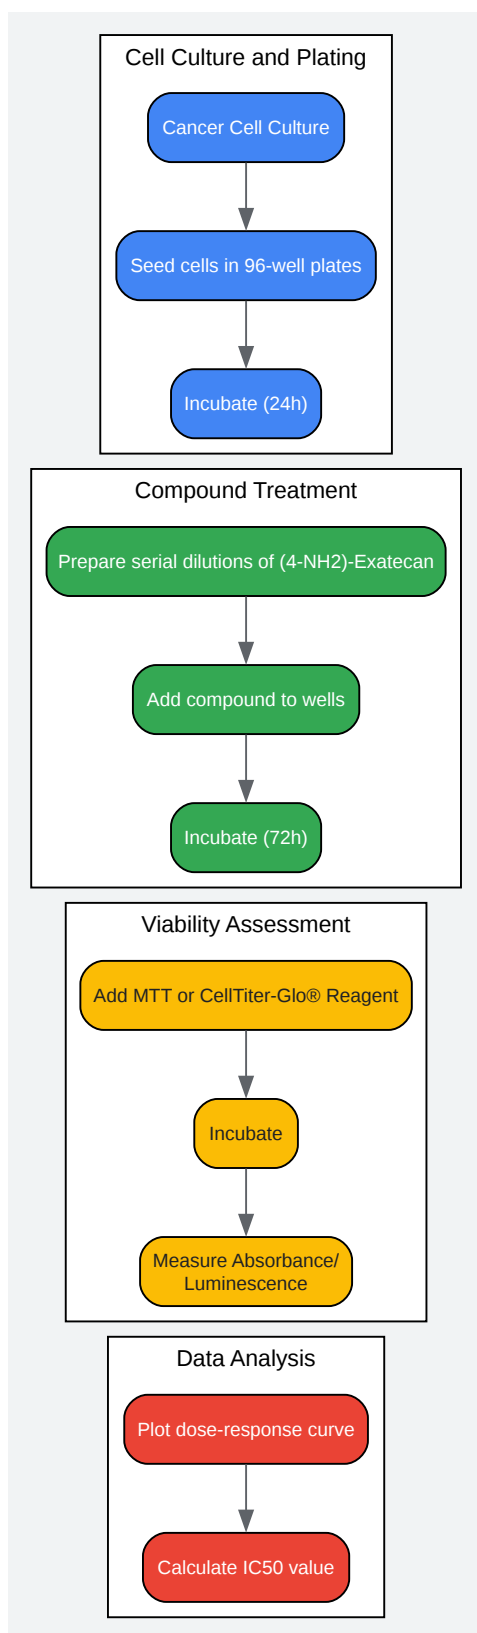 Cell Culture and Plating
Cancer Cell Culture
Seed cells in 96-well plates
Incubate (24h)
Compound Treatment
Prepare serial dilutions of (4-NH2)-Exatecan
Add compound to wells
Incubate (72h)
Viability Assessment
Add MTT or CellTiter-Glo® Reagent
Incubate
Measure Absorbance/
Luminescence
Data Analysis
Plot dose-response curve
Calculate IC50 value